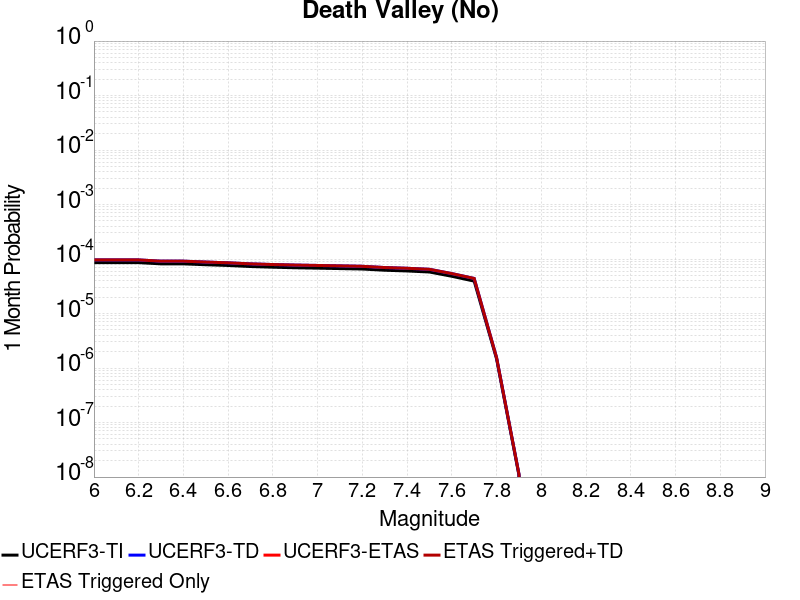 Death Valley (No)
10^0
10^-1
10^-2
10^-3
10^-4
10^-5
10^-6
10^-7
10^-8
1 Month Probability
6 6.2 6.4 6.6 6.8 7 7.2 7.4 7.6 7.8 8 8.2 8.4 8.6 8.8 9
Magnitude
UCERF3-TI UCERF3-TD UCERF3-ETAS ETAS Triggered+TD
ETAS Triggered Only